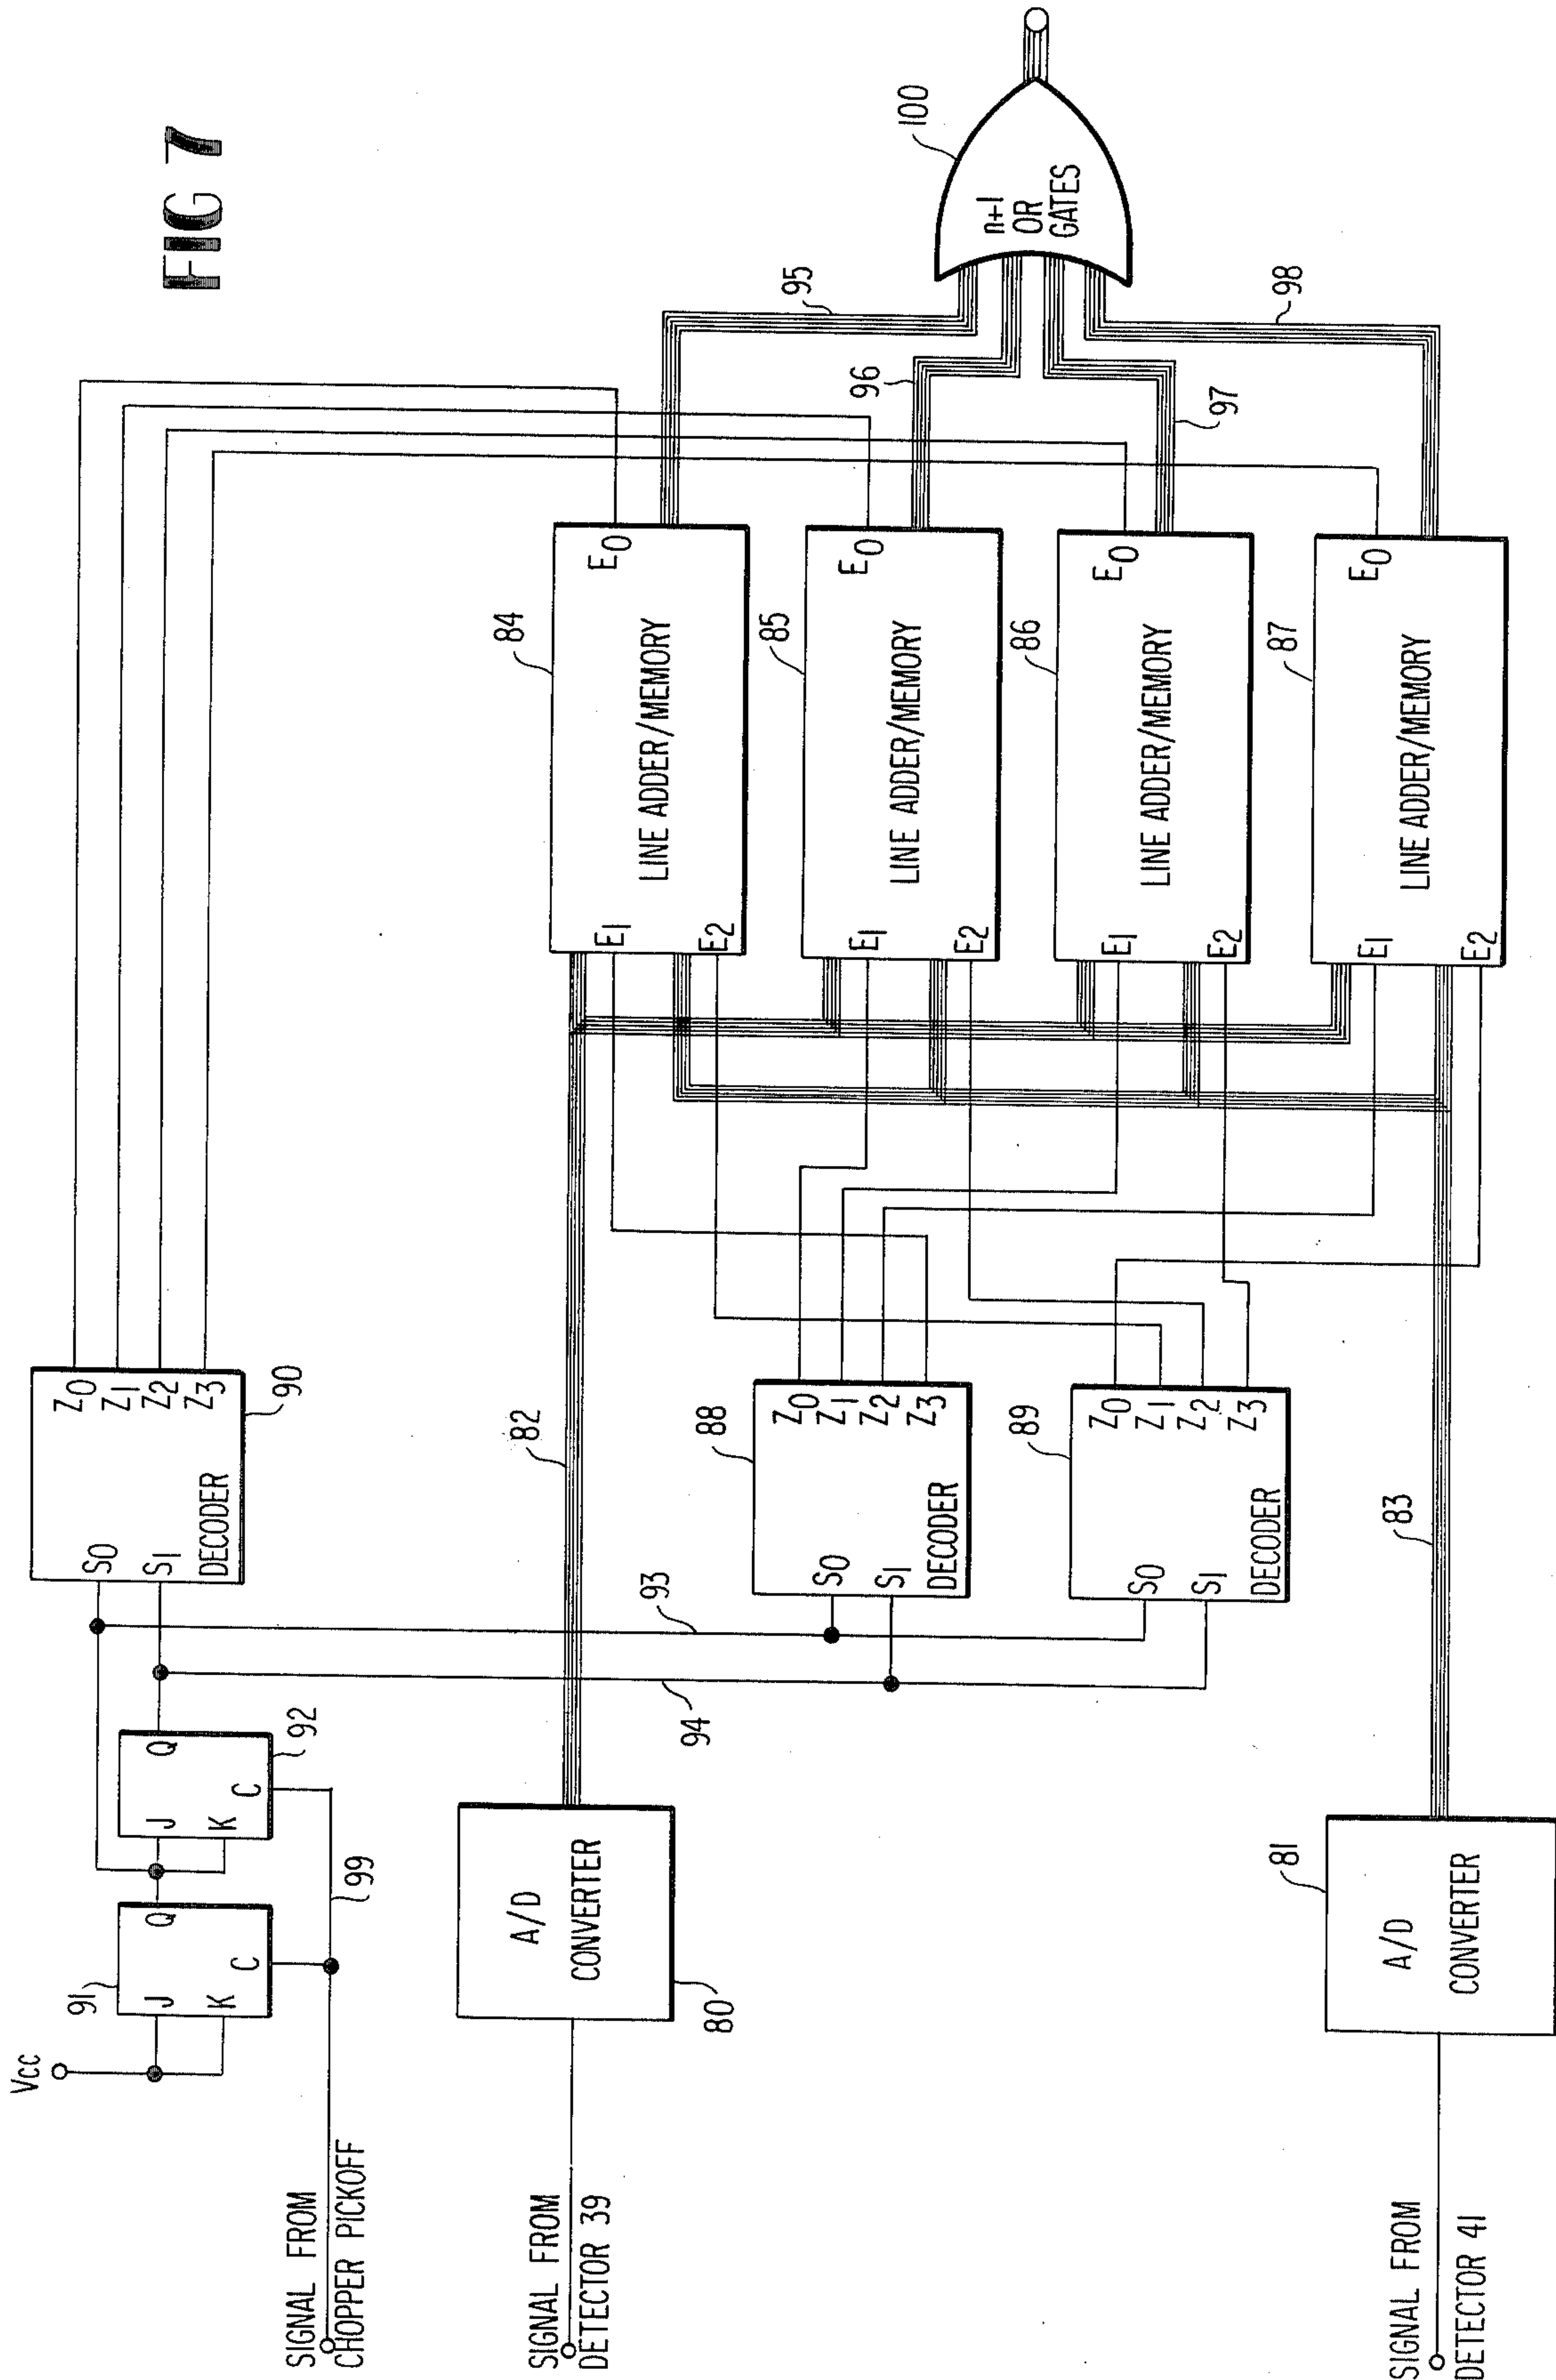 FIG 7
Vcc
91
J
K
Q
C
92
J
K
Q
C
99
SIGNAL FROM
CHOPPER PICKOFF
S0
S1
DECODER
Z0
Z1
Z2
Z3
90
93
94
SIGNAL FROM
DETECTOR 39
A/D
CONVERTER
80
82
88
S0
S1
DECODER
Z0
Z1
Z2
Z3
89
S0
S1
DECODER
Z0
Z1
Z2
Z3
SIGNAL FROM
DETECTOR 41
A/D
CONVERTER
81
83
84
E1
E2
LINE ADDER/MEMORY
E0
85
E1
E2
LINE ADDER/MEMORY
E0
86
E1
E2
LINE ADDER/MEMORY
E0
87
E1
E2
LINE ADDER/MEMORY
E0
95
96
97
98
100
n+1
OR
GATES